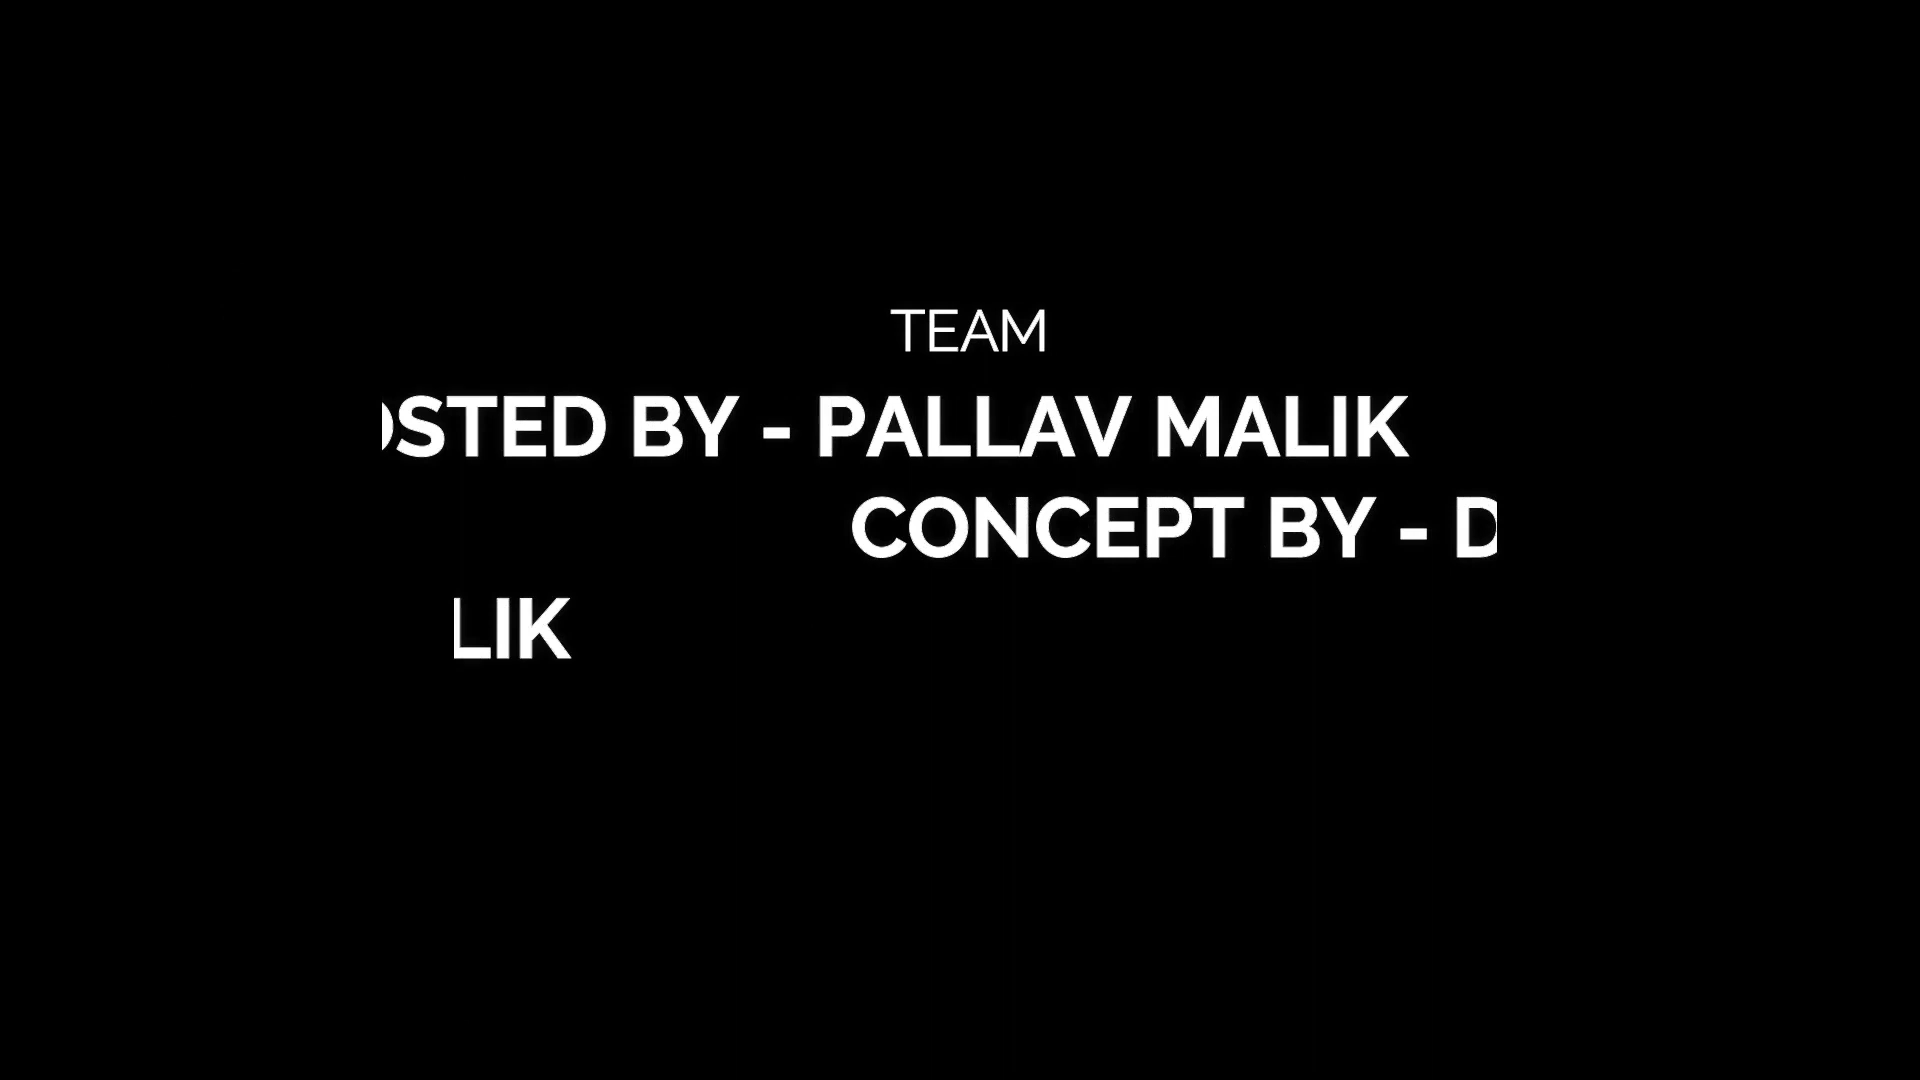 TEAM
OSTED BY - PALLAV MALIK
CONCEPT BY - D
LIK